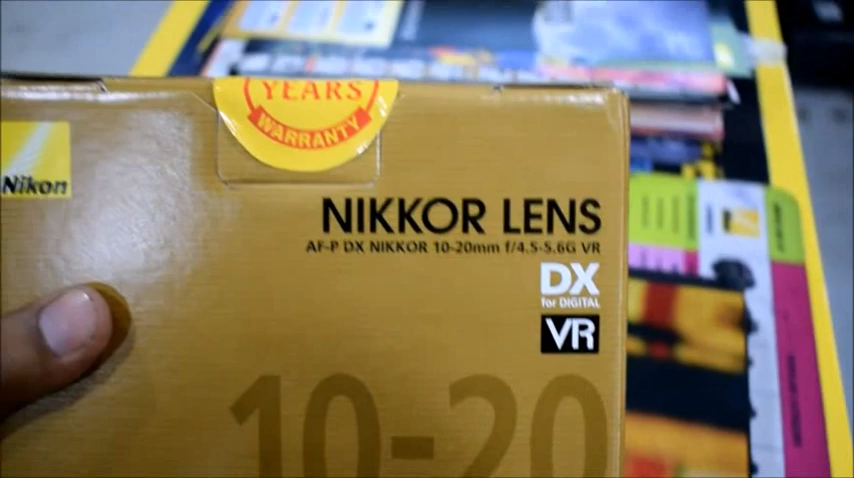 YEARS
WARRANTY
Nikon
NIKKOR LENS
AF-P DX NIKKOR 10-20mm f/4.5-5.6G VR
DX
for DIGITAL
VR
10-20